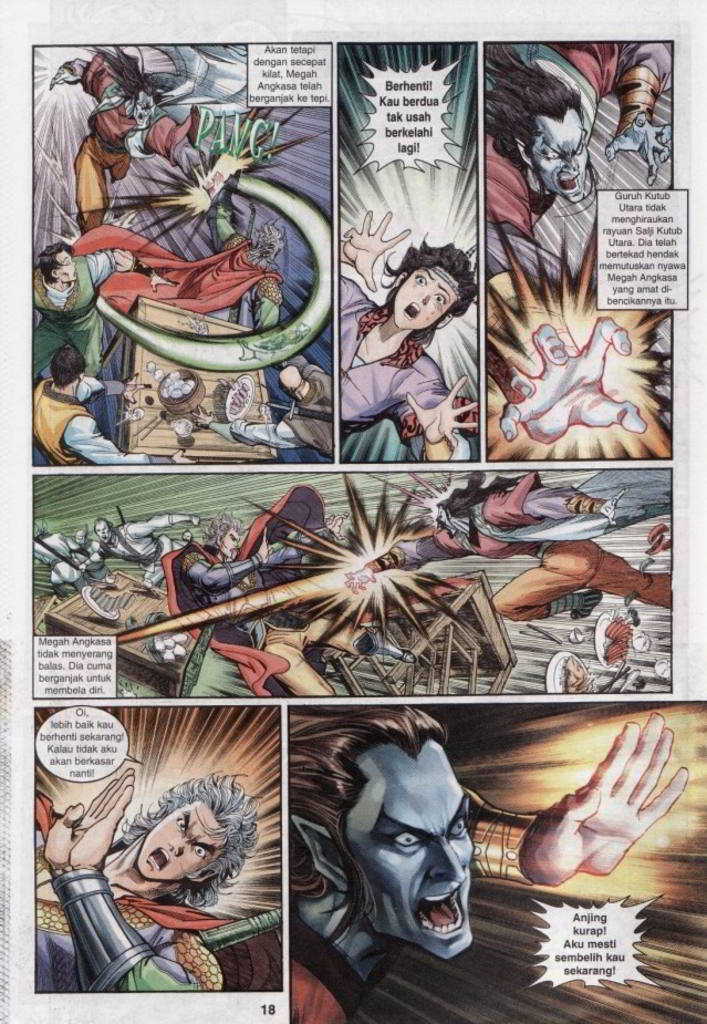 Akan tetapi
dengan secepat
kilat, Megah
Angkasa telah
berganjak ke tepi.
PANG!
Berhenti!
Kau berdua
tak usah
berkelahi
lagi!
Guruh Kutub
Utara tidak
menghiraukan
rayuan Salji Kutub
Utara. Dia telah
bertekad hendak
memutuskan nyawa
Megah Angkasa
yang amat di-
bencikannya itu.
Megah Angkasa
tidak menyerang
balas. Dia cuma
berganjak untuk
membela diri.
Oi,
lebih baik kau
berhenti sekarang!
Kalau tidak aku
akan berkasar
nanti!
Anjing
kurap!
Aku mesti
sembelih kau
sekarang!
18